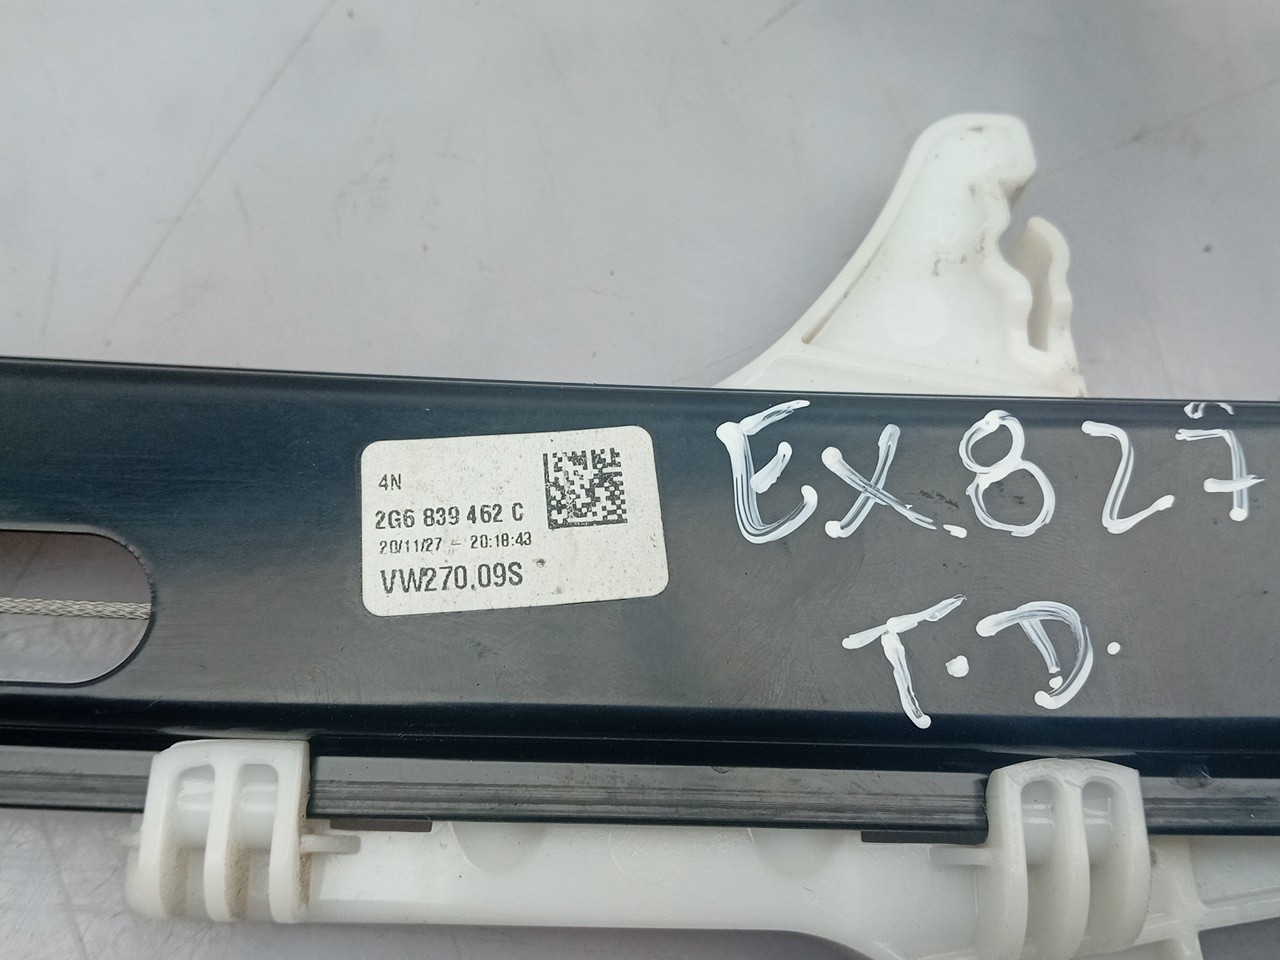 4N
2G6 839 462 C
20/11/27 - 20:18:43
VW270.09S
EX.827
T.D.